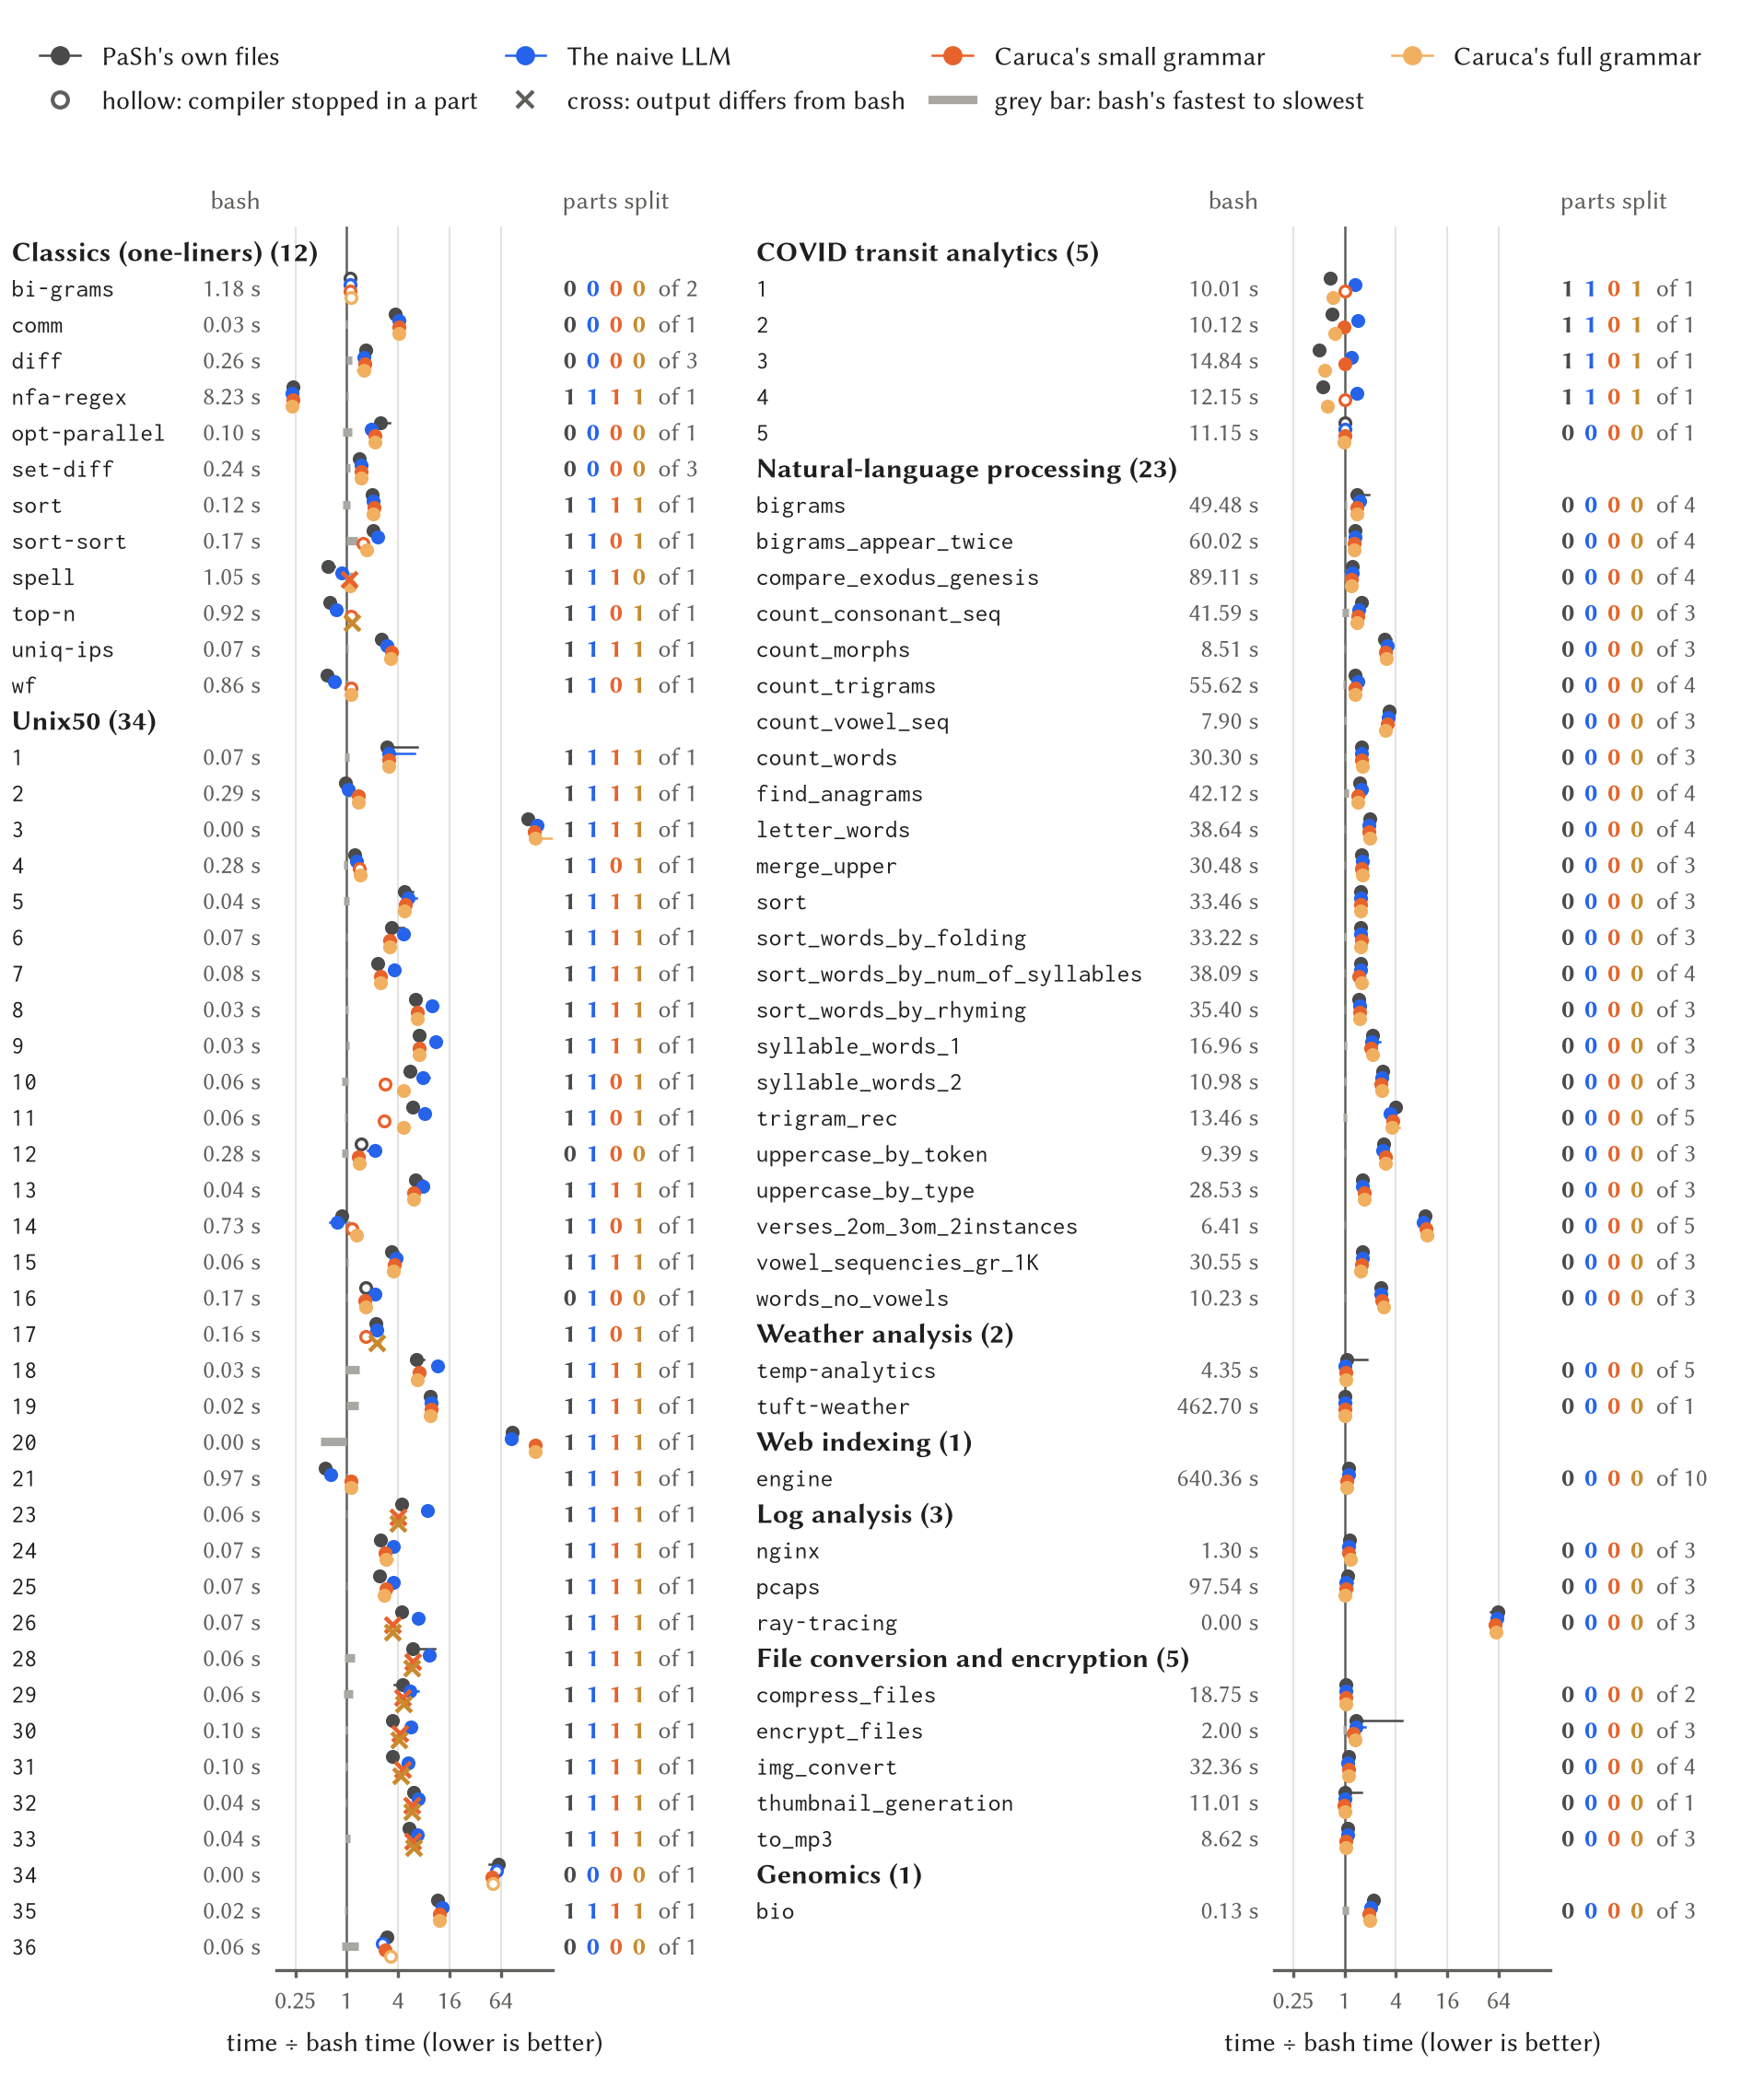 PaSh's own files
The naive LLM
Caruca's small grammar
Caruca's full grammar
hollow: compiler stopped in a part
cross: output differs from bash
grey bar: bash's fastest to slowest
bash parts split
Classics (one-liners) (12)
bi-grams 1.18 s 0 0 0 0 of 2
comm 0.03 s 0 0 0 0 of 1
diff 0.26 s 0 0 0 0 of 3
nfa-regex 8.23 s 1 1 1 1 of 1
opt-parallel 0.10 s 0 0 0 0 of 1
set-diff 0.24 s 0 0 0 0 of 3
sort 0.12 s 1 1 1 1 of 1
sort-sort 0.17 s 1 1 0 1 of 1
spell 1.05 s 1 1 1 0 of 1
top-n 0.92 s 1 1 0 1 of 1
uniq-ips 0.07 s 1 1 1 1 of 1
wf 0.86 s 1 1 0 1 of 1
Unix50 (34)
1 0.07 s 1 1 1 1 of 1
2 0.29 s 1 1 1 1 of 1
3 0.00 s 1 1 1 1 of 1
4 0.28 s 1 1 0 1 of 1
5 0.04 s 1 1 1 1 of 1
6 0.07 s 1 1 1 1 of 1
7 0.08 s 1 1 1 1 of 1
8 0.03 s 1 1 1 1 of 1
9 0.03 s 1 1 1 1 of 1
10 0.06 s 1 1 0 1 of 1
11 0.06 s 1 1 0 1 of 1
12 0.28 s 0 1 0 0 of 1
13 0.04 s 1 1 1 1 of 1
14 0.73 s 1 1 0 1 of 1
15 0.06 s 1 1 1 1 of 1
16 0.17 s 0 1 0 0 of 1
17 0.16 s 1 1 0 1 of 1
18 0.03 s 1 1 1 1 of 1
19 0.02 s 1 1 1 1 of 1
20 0.00 s 1 1 1 1 of 1
21 0.97 s 1 1 1 1 of 1
23 0.06 s 1 1 1 1 of 1
24 0.07 s 1 1 1 1 of 1
25 0.07 s 1 1 1 1 of 1
26 0.07 s 1 1 1 1 of 1
28 0.06 s 1 1 1 1 of 1
29 0.06 s 1 1 1 1 of 1
30 0.10 s 1 1 1 1 of 1
31 0.10 s 1 1 1 1 of 1
32 0.04 s 1 1 1 1 of 1
33 0.04 s 1 1 1 1 of 1
34 0.00 s 0 0 0 0 of 1
35 0.02 s 1 1 1 1 of 1
36 0.06 s 0 0 0 0 of 1
0.25 1 4 16 64
time ÷ bash time (lower is better)
bash parts split
COVID transit analytics (5)
1 10.01 s 1 1 0 1 of 1
2 10.12 s 1 1 0 1 of 1
3 14.84 s 1 1 0 1 of 1
4 12.15 s 1 1 0 1 of 1
5 11.15 s 0 0 0 0 of 1
Natural-language processing (23)
bigrams 49.48 s 0 0 0 0 of 4
bigrams_appear_twice 60.02 s 0 0 0 0 of 4
compare_exodus_genesis 89.11 s 0 0 0 0 of 4
count_consonant_seq 41.59 s 0 0 0 0 of 3
count_morphs 8.51 s 0 0 0 0 of 3
count_trigrams 55.62 s 0 0 0 0 of 4
count_vowel_seq 7.90 s 0 0 0 0 of 3
count_words 30.30 s 0 0 0 0 of 3
find_anagrams 42.12 s 0 0 0 0 of 4
letter_words 38.64 s 0 0 0 0 of 4
merge_upper 30.48 s 0 0 0 0 of 3
sort 33.46 s 0 0 0 0 of 3
sort_words_by_folding 33.22 s 0 0 0 0 of 3
sort_words_by_num_of_syllables 38.09 s 0 0 0 0 of 4
sort_words_by_rhyming 35.40 s 0 0 0 0 of 3
syllable_words_1 16.96 s 0 0 0 0 of 3
syllable_words_2 10.98 s 0 0 0 0 of 3
trigram_rec 13.46 s 0 0 0 0 of 5
uppercase_by_token 9.39 s 0 0 0 0 of 3
uppercase_by_type 28.53 s 0 0 0 0 of 3
verses_2om_3om_2instances 6.41 s 0 0 0 0 of 5
vowel_sequencies_gr_1K 30.55 s 0 0 0 0 of 3
words_no_vowels 10.23 s 0 0 0 0 of 3
Weather analysis (2)
temp-analytics 4.35 s 0 0 0 0 of 5
tuft-weather 462.70 s 0 0 0 0 of 1
Web indexing (1)
engine 640.36 s 0 0 0 0 of 10
Log analysis (3)
nginx 1.30 s 0 0 0 0 of 3
pcaps 97.54 s 0 0 0 0 of 3
ray-tracing 0.00 s 0 0 0 0 of 3
File conversion and encryption (5)
compress_files 18.75 s 0 0 0 0 of 2
encrypt_files 2.00 s 0 0 0 0 of 3
img_convert 32.36 s 0 0 0 0 of 4
thumbnail_generation 11.01 s 0 0 0 0 of 1
to_mp3 8.62 s 0 0 0 0 of 3
Genomics (1)
bio 0.13 s 0 0 0 0 of 3
0.25 1 4 16 64
time ÷ bash time (lower is better)